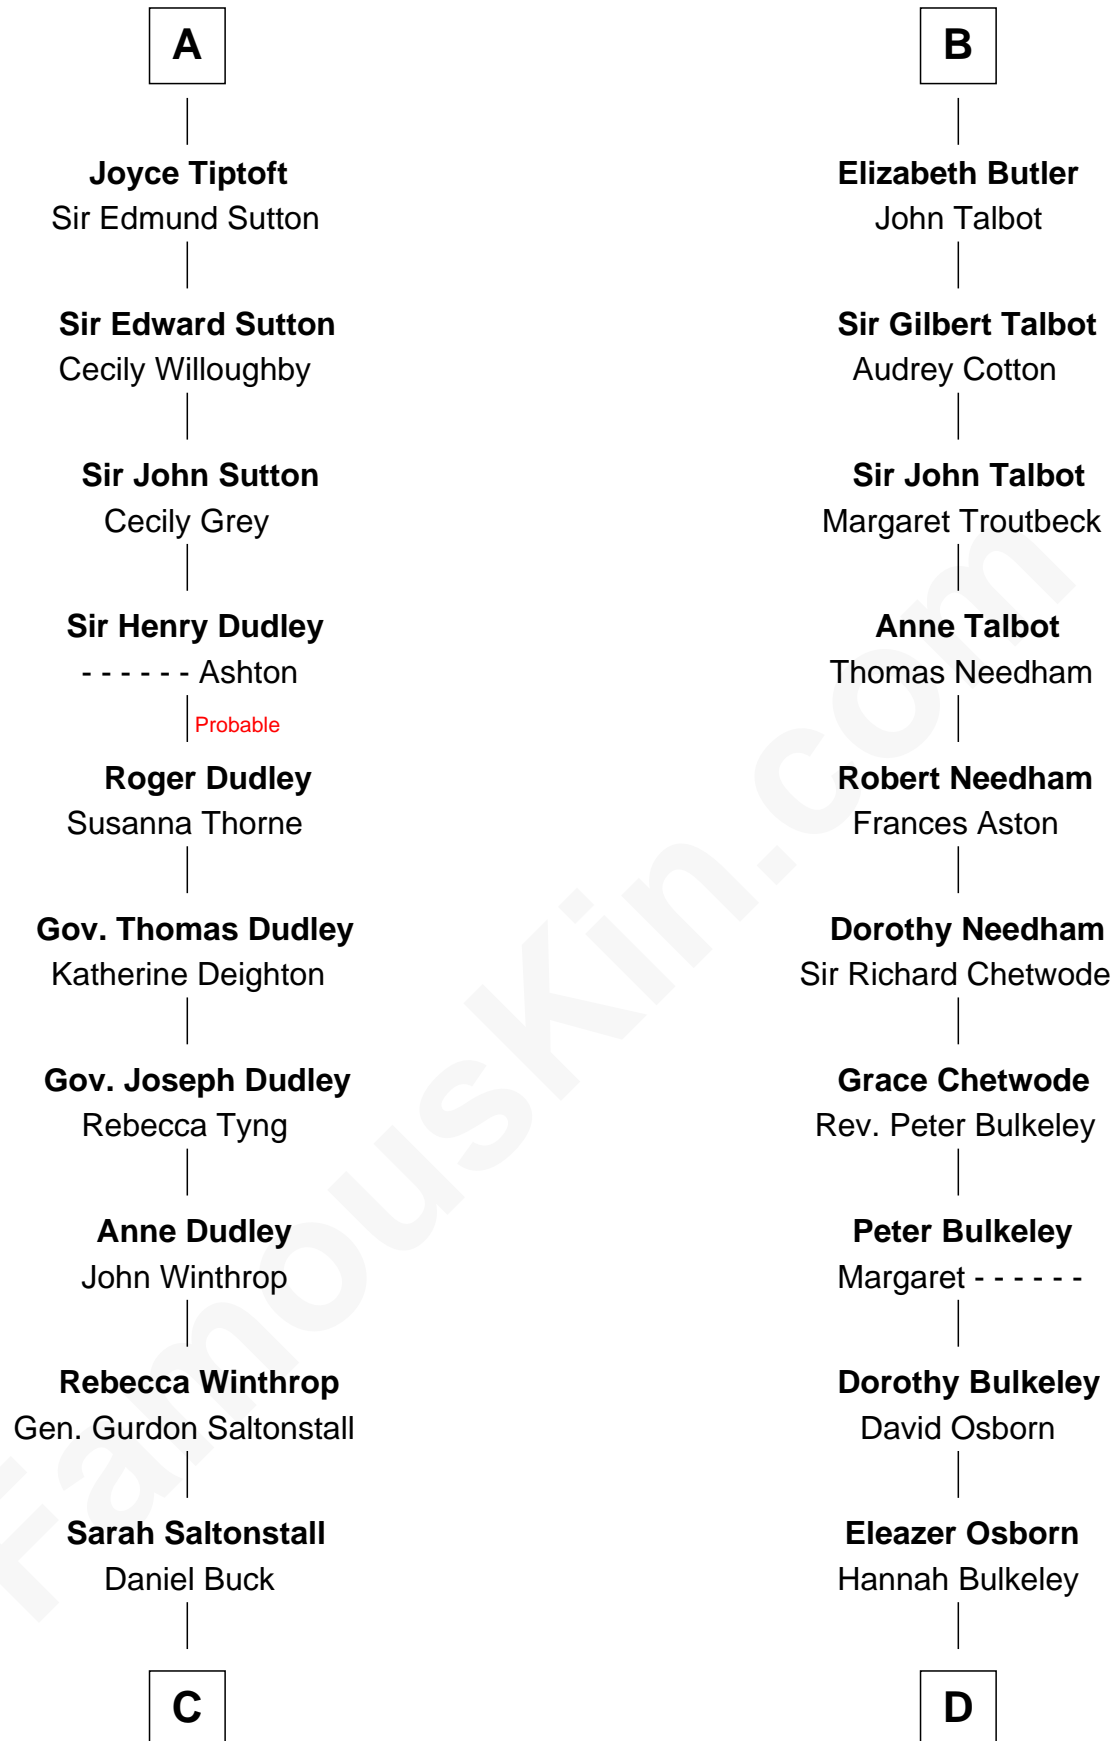 A
Joyce Tiptoft
Sir Edmund Sutton
Sir Edward Sutton
Cecily Willoughby
Sir John Sutton
Cecily Grey
Sir Henry Dudley
- - - - - - Ashton
Probable
Roger Dudley
Susanna Thorne
Gov. Thomas Dudley
Katherine Deighton
Gov. Joseph Dudley
Rebecca Tyng
Anne Dudley
John Winthrop
Rebecca Winthrop
Gen. Gurdon Saltonstall
Sarah Saltonstall
Daniel Buck
C
B
Elizabeth Butler
John Talbot
Sir Gilbert Talbot
Audrey Cotton
Sir John Talbot
Margaret Troutbeck
Anne Talbot
Thomas Needham
Robert Needham
Frances Aston
Dorothy Needham
Sir Richard Chetwode
Grace Chetwode
Rev. Peter Bulkeley
Peter Bulkeley
Margaret - - - - - -
Dorothy Bulkeley
David Osborn
Eleazer Osborn
Hannah Bulkeley
D
FamousKin.com